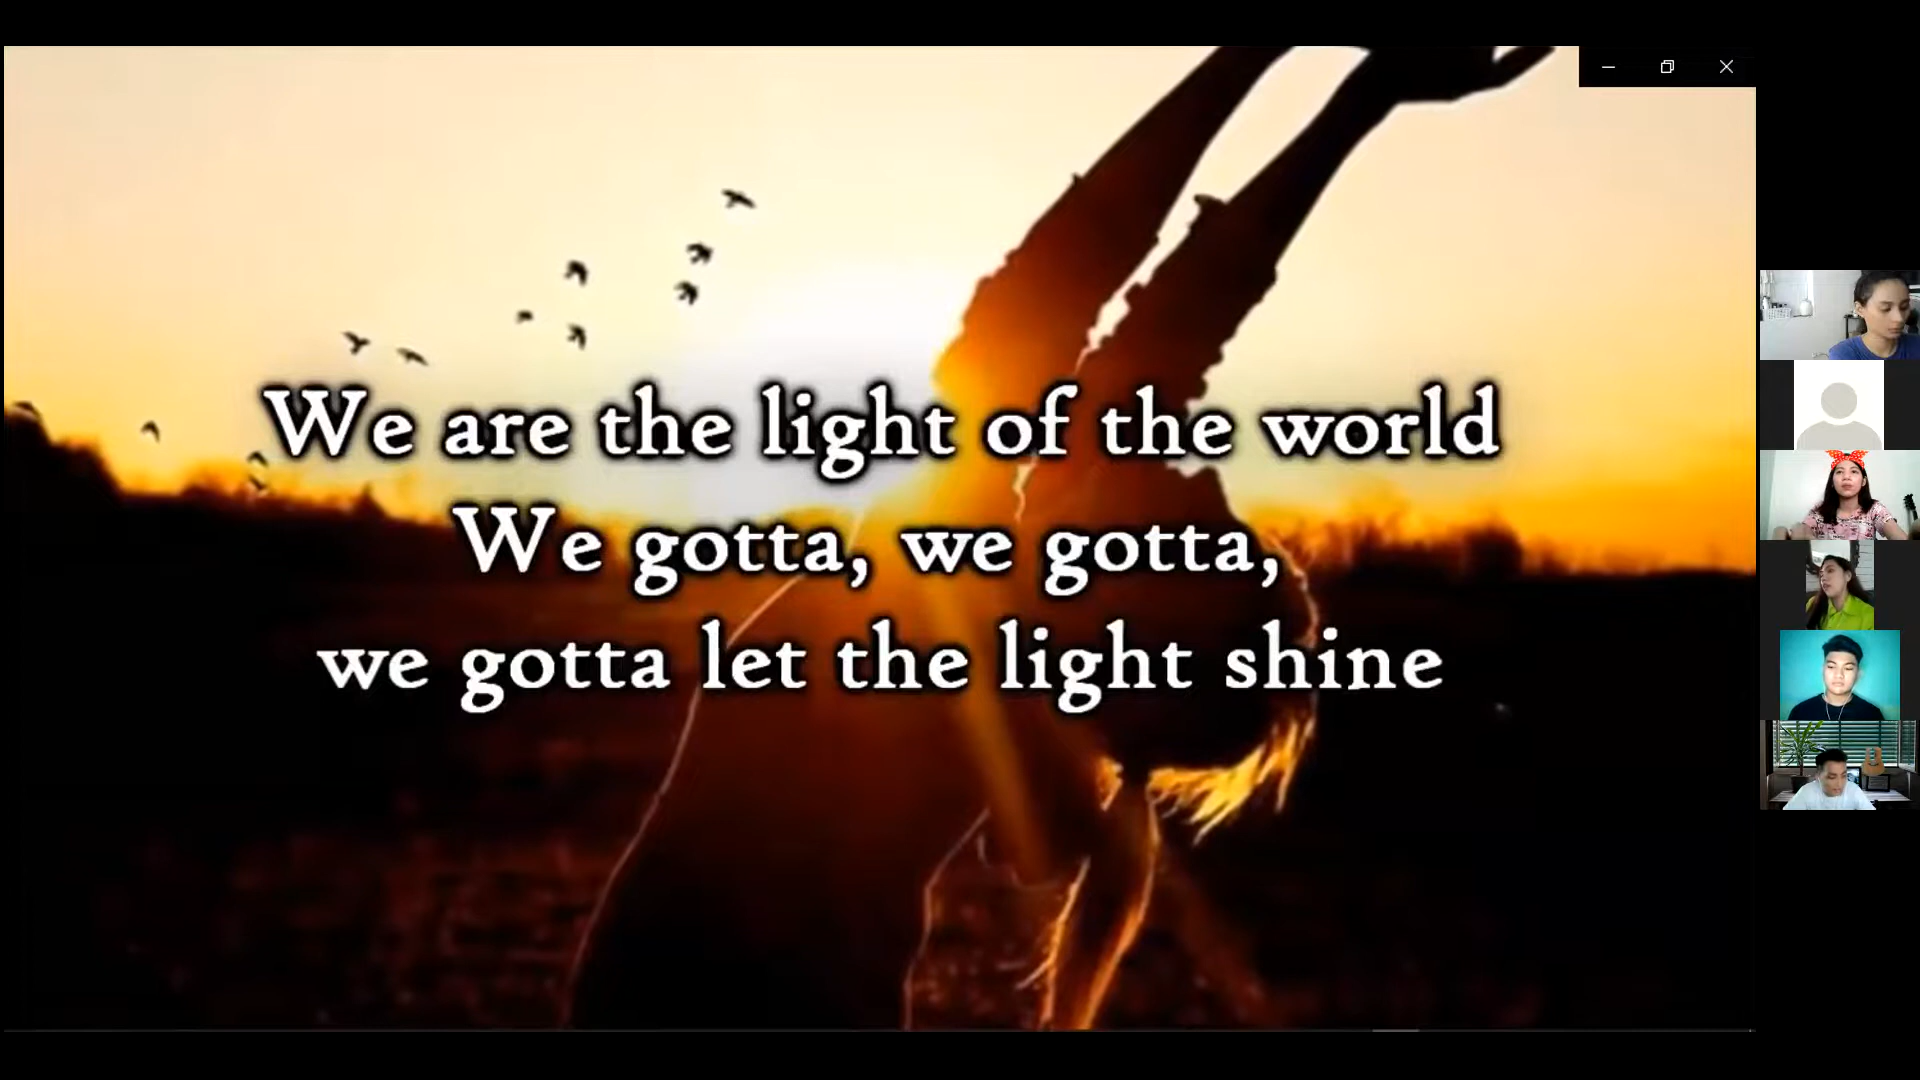 We are the light of the world
We gotta, we gotta,
we gotta let the light shine